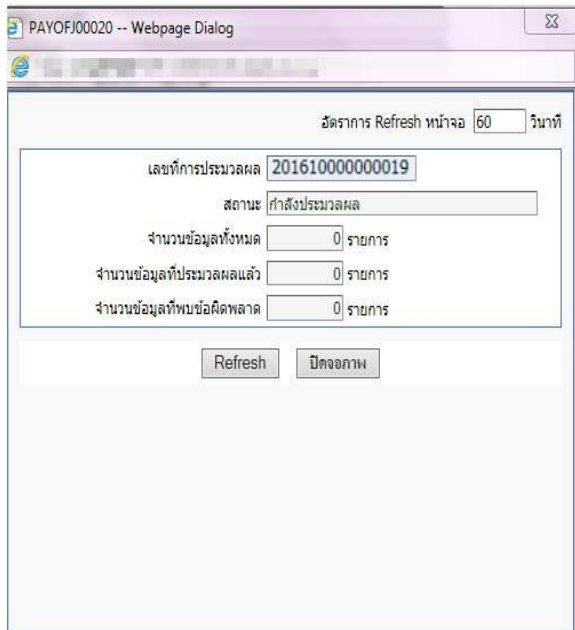 PAYOFJ00020 -- Webpage Dialog
อัตราการ Refresh หน้าจอ 60 วินาที
เลขที่การประมวลผล 201610000000019
สถานะ กำลังประมวลผล
จำนวนข้อมูลทั้งหมด 0 รายการ
จำนวนข้อมูลที่ประมวลผลแล้ว 0 รายการ
จำนวนข้อมูลที่พบข้อผิดพลาด 0 รายการ
Refresh ปิดจอภาพ